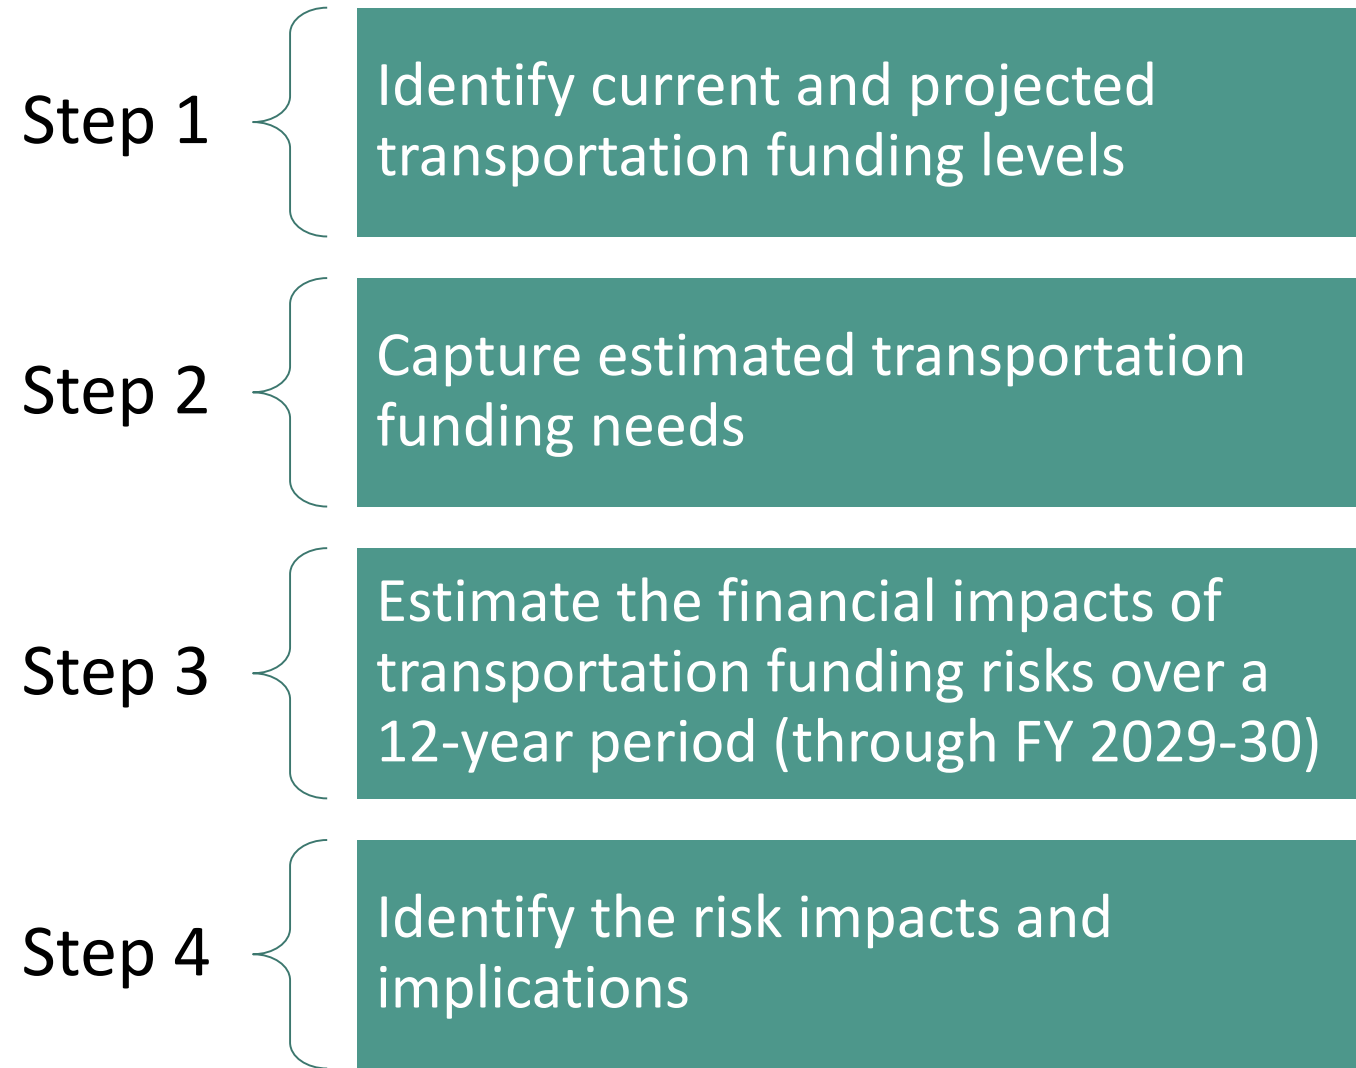 Step 1
Identify current and projected
transportation funding levels
Step 2
Capture estimated transportation
funding needs
Step 3
Estimate the financial impacts of
transportation funding risks over a
12-year period (through FY 2029-30)
Step 4
Identify the risk impacts and
implications